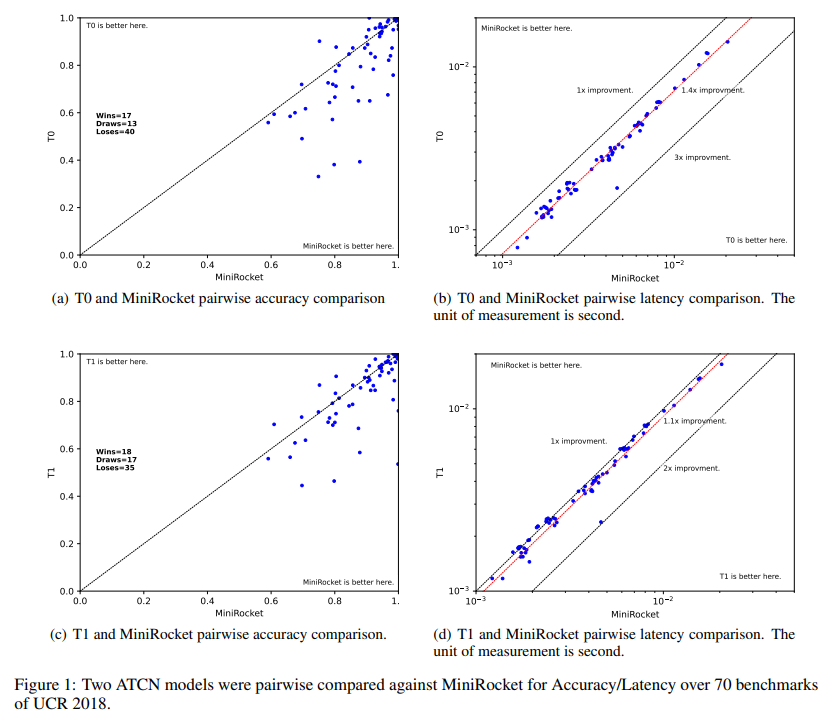 1.0
T0 is better here.
0.8
0.6
Wins=17
Draws=13
Loses=40
T0
0.4
0.2
MiniRocket is better here.
0.0
0.0 0.2 0.4 0.6 0.8 1.
MiniRocket
(a) T0 and MiniRocket pairwise accuracy comparison
MiniRocket is better here.
10⁻²
1x improvment.
1.4x improvment.
T0
3x improvment.
10⁻³
T0 is better here.
10⁻³ 10⁻²
MiniRocket
(b) T0 and MiniRocket pairwise latency comparison. The
unit of measurement is second.
1.0
T1 is better here.
0.8
0.6
Wins=18
Draws=17
Loses=35
T1
0.4
0.2
MiniRocket is better here.
0.0
0.0 0.2 0.4 0.6 0.8 1.
MiniRocket
(c) T1 and MiniRocket pairwise accuracy comparison.
MiniRocket is better here.
10⁻²
1.1x improvment.
1x improvment.
T1
2x improvment.
T1 is better here.
10⁻³
10⁻³ 10⁻²
MiniRocket
(d) T1 and MiniRocket pairwise latency comparison. The
unit of measurement is second.
Figure 1: Two ATCN models were pairwise compared against MiniRocket for Accuracy/Latency over 70 benchmarks
of UCR 2018.